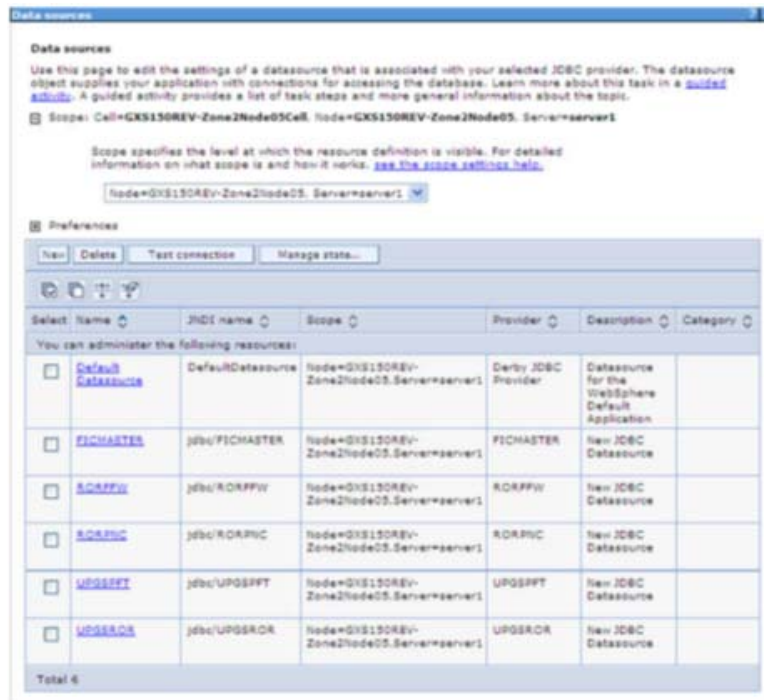 Data sources ?
Data sources
Use this page to edit the settings of a datasource that is associated with your selected JDBC provider. The datasource
object supplies your application with connections for accessing the database. Learn more about this task in a guided
activity. A guided activity provides a list of task steps and more general information about the topic.
Scope: Cell=GXS150REV-Zone2Node05Cell, Node=GXS150REV-Zone2Node05, Server=server1
Scope specifies the level at which the resource definition is visible. For detailed
information on what scope is and how it works, see the scope settings help.
Node=GXS150REV-Zone2Node05, Server=server1
Preferences
New Delete Test connection Manage state...
Select Name JNDI name Scope Provider Description Category
You can administer the following resources:
Default DefaultDatasource Node=GXS150REV- Derby JDBC Datasource
Datasource Zone2Node05,Server=server1 Provider for the
WebSphere
Default
Application
FICMASTER jdbc/FICMASTER Node=GXS150REV- FICMASTER New JDBC
Zone2Node05,Server=server1 Datasource
RORFFW jdbc/RORFFW Node=GXS150REV- RORFFW New JDBC
Zone2Node05,Server=server1 Datasource
RORPNC jdbc/RORPNC Node=GXS150REV- RORPNC New JDBC
Zone2Node05,Server=server1 Datasource
UPGSPFT jdbc/UPGSPFT Node=GXS150REV- UPGSPFT New JDBC
Zone2Node05,Server=server1 Datasource
UPGSROR jdbc/UPGSROR Node=GXS150REV- UPGSROR New JDBC
Zone2Node05,Server=server1 Datasource
Total 6